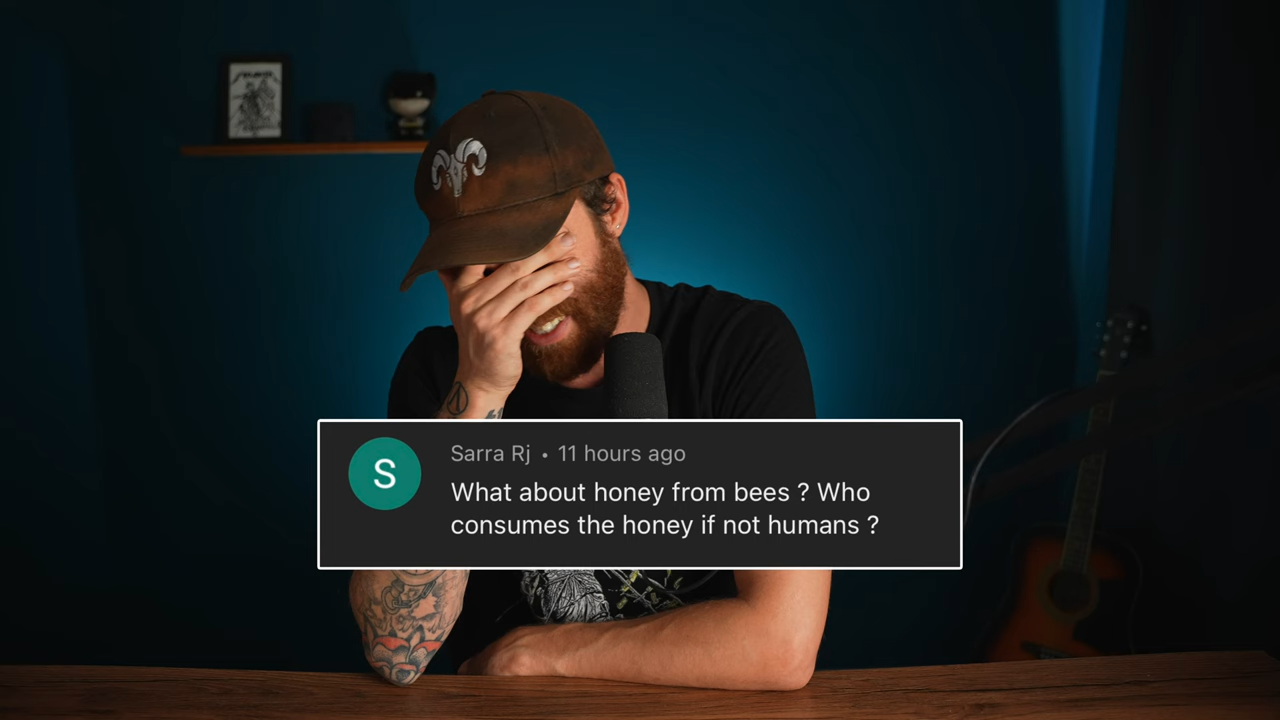 S
Sarra Rj • 11 hours ago
What about honey from bees ? Who
consumes the honey if not humans ?